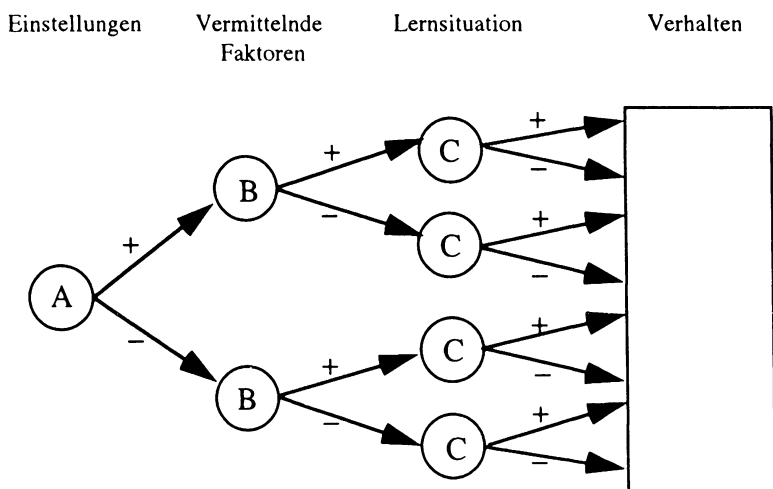 Einstellungen Vermittelnde Lernsituation Verhalten
Faktoren
+ C
+ −
B
− + C
+ −
A
− + C
+ −
B
− + C
−